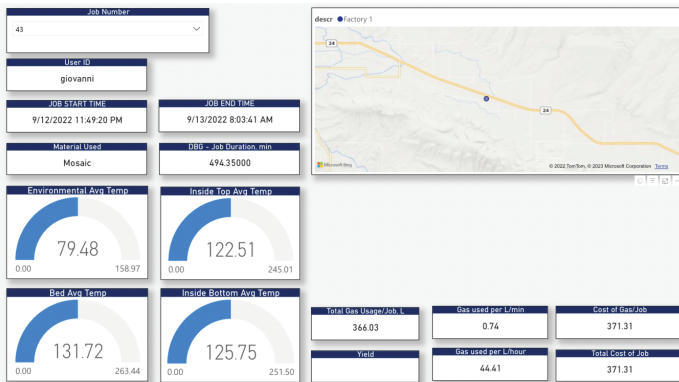 Job Number
43
User ID
giovanni
JOB START TIME
9/12/2022 11:49:20 PM
JOB END TIME
9/13/2022 8:03:41 AM
Material Used
Mosaic
DBG - Job Duration, min
494.35000
Environmental Avg Temp
79.48
0.00
158.97
Inside Top Avg Temp
122.51
0.00
245.01
Bed Avg Temp
131.72
0.00
263.44
Inside Bottom Avg Temp
125.75
0.00
251.50
descr Factory 1
24
24
Microsoft Bing
© 2022 TomTom, © 2023 Microsoft Corporation Terms
Total Gas Usage/Job, L
366.03
Gas used per L/min
0.74
Cost of Gas/Job
371.31
Yield
Gas used per L/hour
44.41
Total Cost of Job
371.31